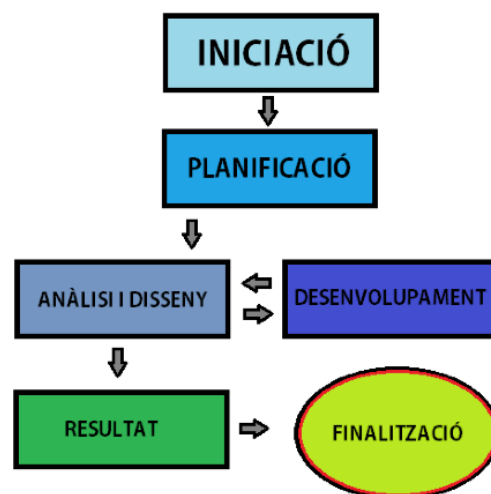 INICIACIÓ
PLANIFICACIÓ
ANÀLISI I DISSENY
DESENVOLUPAMENT
RESULTAT
FINALITZACIÓ